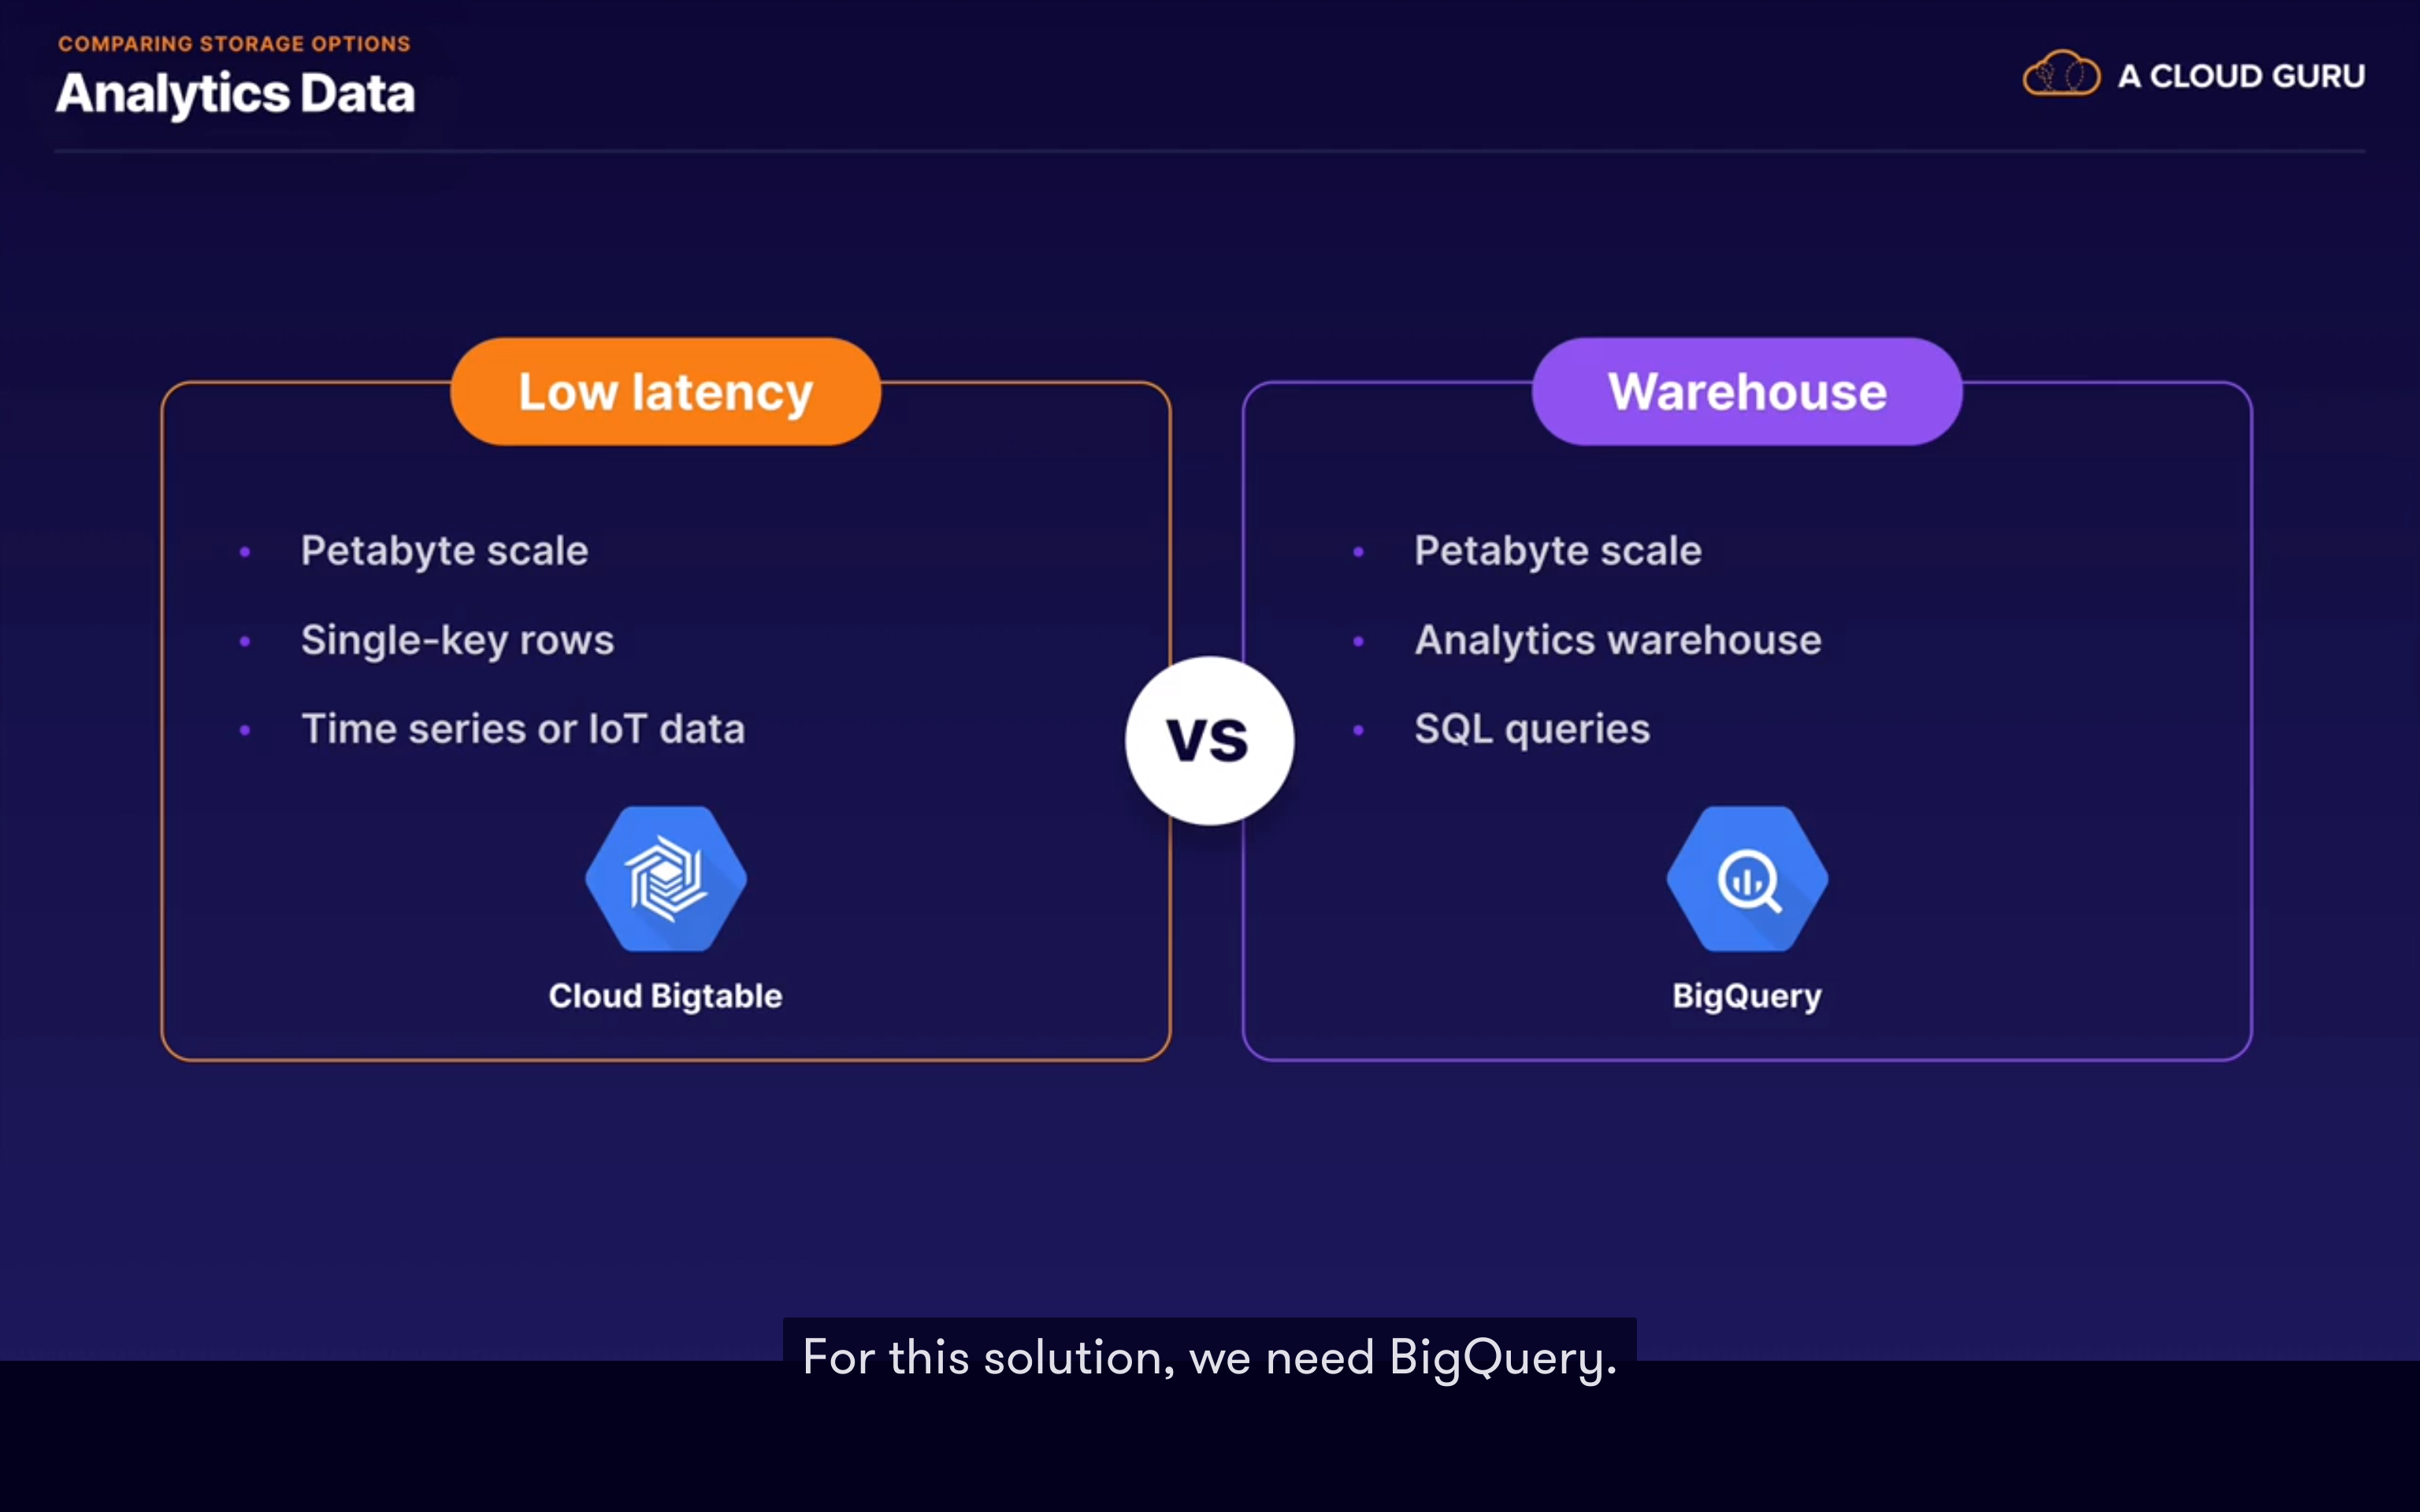 COMPARING STORAGE OPTIONS
Analytics Data
A CLOUD GURU
Low latency
• Petabyte scale
• Single-key rows
• Time series or IoT data
Cloud Bigtable
VS
Warehouse
• Petabyte scale
• Analytics warehouse
• SQL queries
BigQuery
For this solution, we need BigQuery.